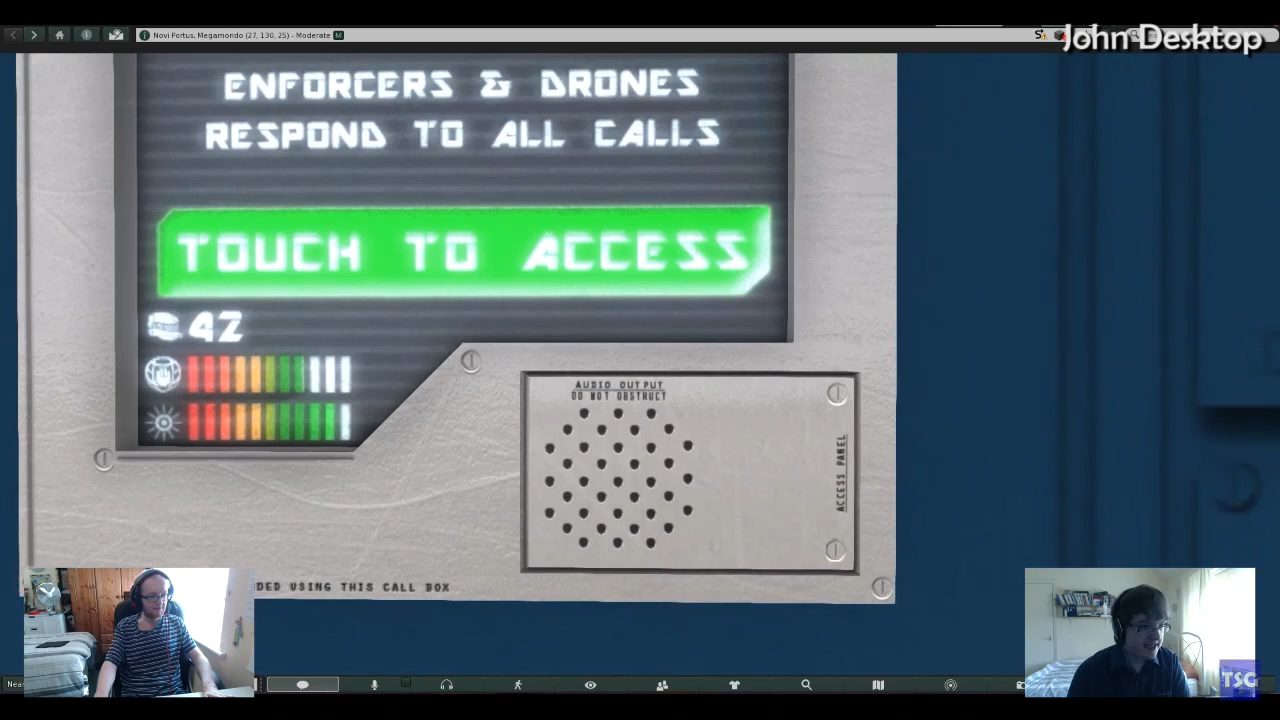 Novi Portus, Megamondo (27, 130, 25) - Moderate M
John Desktop
ENFORCERS & DRONES
RESPOND TO ALL CALLS
TOUCH TO ACCESS
42
AUDIO OUTPUT
DO NOT OBSTRUCT
ACCESS PANEL
DED USING THIS CALL BOX
TSG